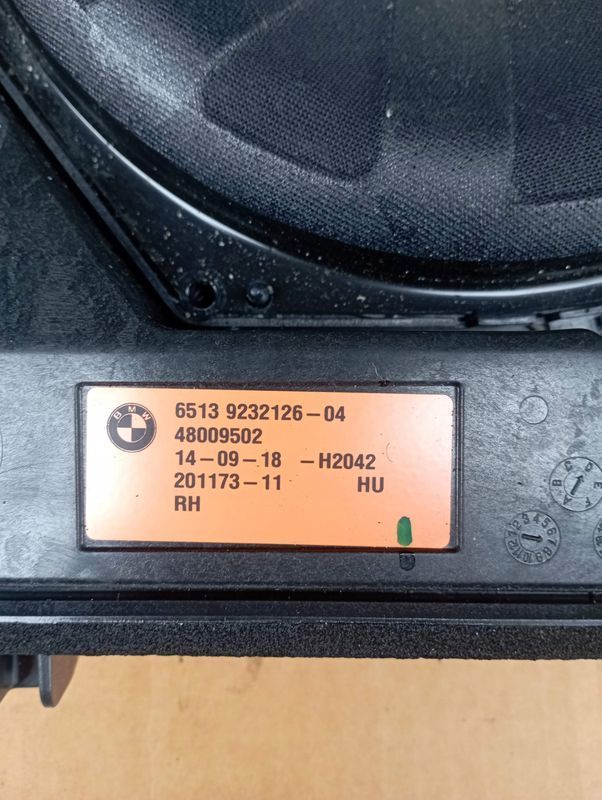 BMW
6513 9232126-04
48009502
14-09-18 -H2042
201173-11 HU
RH